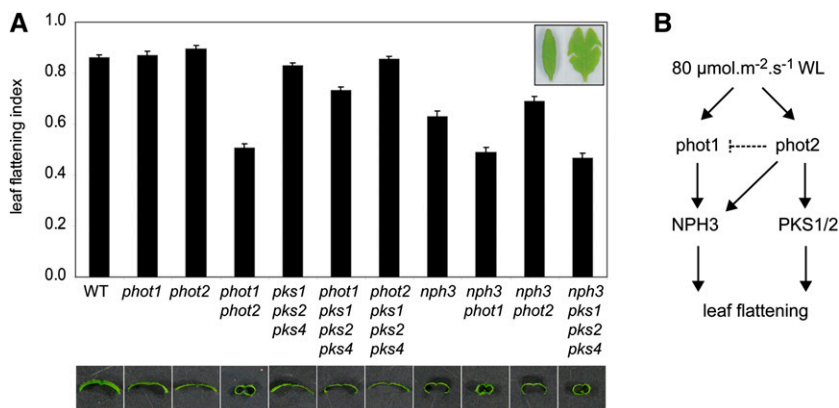 A
B
leaf flattening index
1.0
0.8
0.6
0.4
0.2
0.0
WT
phot1
phot2
phot1
phot2
pks1
pks2
pks4
phot1
pks1
pks2
pks4
phot2
pks1
pks2
pks4
nph3
nph3
phot1
nph3
phot2
nph3
pks1
pks2
pks4
80 µmol.m⁻².s⁻¹ WL
phot1 phot2
NPH3 PKS1/2
leaf flattening